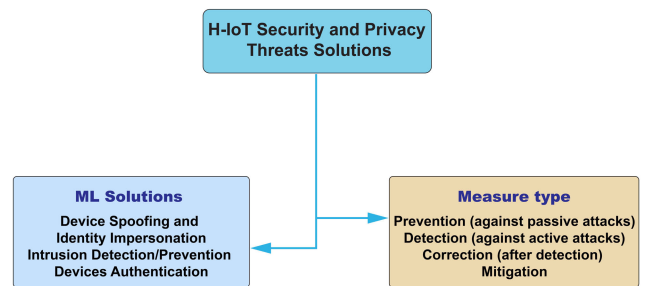 H-IoT Security and Privacy
Threats Solutions
ML Solutions
Device Spoofing and
Identity Impersonation
Intrusion Detection/Prevention
Devices Authentication
Measure type
Prevention (against passive attacks)
Detection (against active attacks)
Correction (after detection)
Mitigation